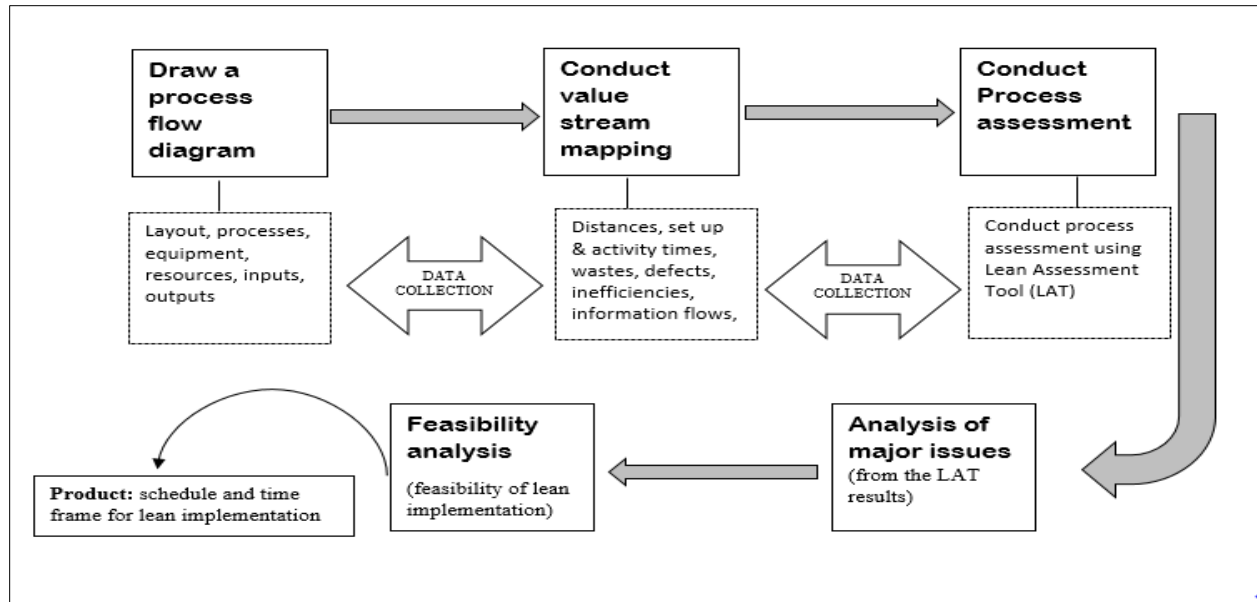 Draw a
process
flow
diagram
Conduct
value
stream
mapping
Conduct
Process
assessment
Layout, processes,
equipment,
resources, inputs,
outputs
DATA
COLLECTION
Distances, set up
& activity times,
wastes, defects,
inefficiencies,
information flows,
DATA
COLLECTION
Conduct process
assessment using
Lean Assessment
Tool (LAT)
Feasibility
analysis
(feasibility of lean
implementation)
Analysis of
major issues
(from the LAT
results)
Product: schedule and time
frame for lean implementation